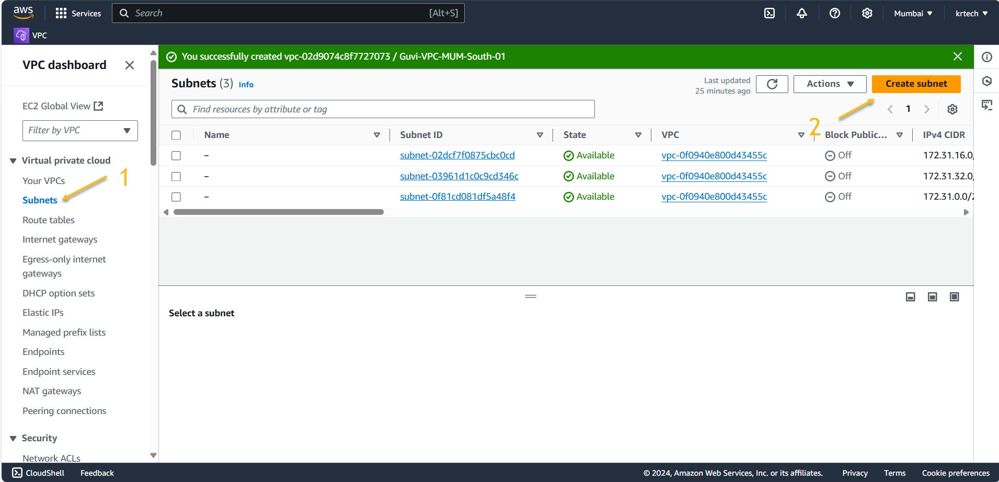 aws
Services
Search
[Alt+S]
Mumbai
krtech
VPC
VPC dashboard
EC2 Global View
Filter by VPC
Virtual private cloud
1
Your VPCs
Subnets
Route tables
Internet gateways
Egress-only internet
gateways
DHCP option sets
Elastic IPs
Managed prefix lists
Endpoints
Endpoint services
NAT gateways
Peering connections
Security
Network ACLs
You successfully created vpc-02d9074c8f7727073 / Guvi-VPC-MUM-South-01
Subnets (3) Info
Last updated
25 minutes ago
Actions
Create subnet
Find resources by attribute or tag
1
2
Name Subnet ID State VPC Block Public... IPv4 CIDR
– subnet-02dcf7f0875cbc0cd Available vpc-0f0940e800d43455c Off 172.31.16.0/
– subnet-03961d1c0c9cd346c Available vpc-0f0940e800d43455c Off 172.31.32.0/
– subnet-0f81cd081df5a48f4 Available vpc-0f0940e800d43455c Off 172.31.0.0/2
Select a subnet
CloudShell Feedback © 2024, Amazon Web Services, Inc. or its affiliates. Privacy Terms Cookie preferences